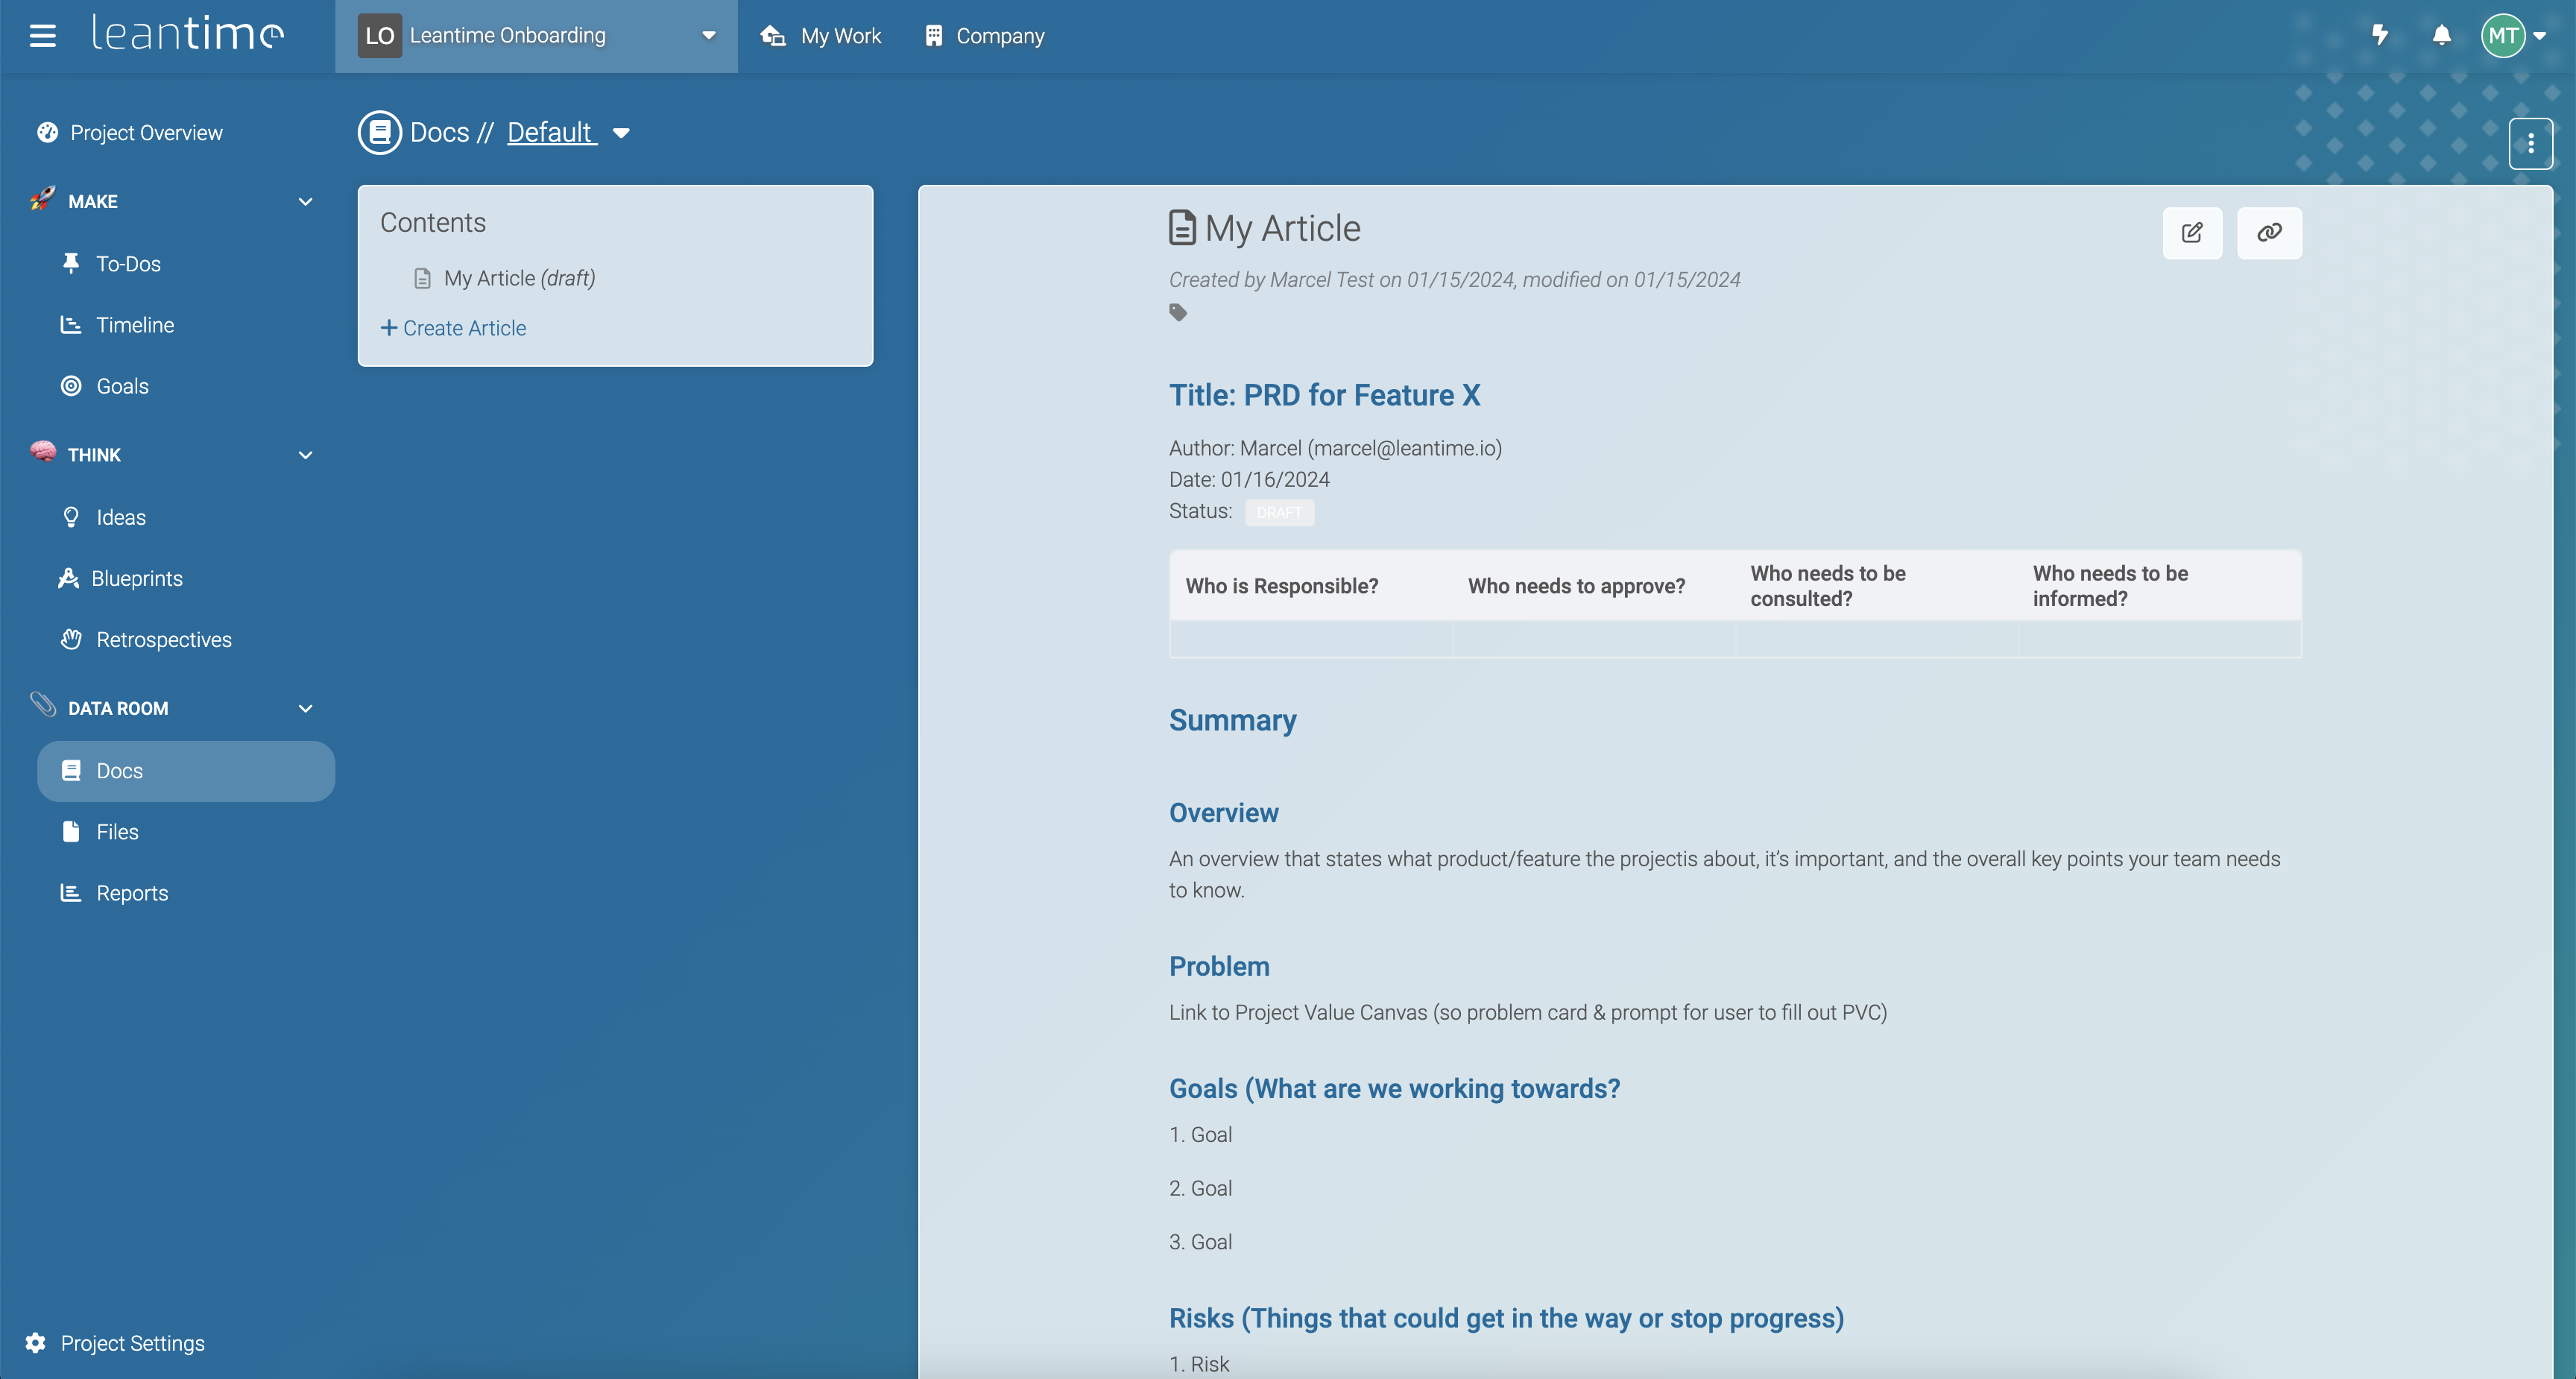 leantime
LO Leantime Onboarding
My Work
Company
MT
Project Overview
MAKE
To-Dos
Timeline
Goals
THINK
Ideas
Blueprints
Retrospectives
DATA ROOM
Docs
Files
Reports
Project Settings
Docs // Default
Contents
My Article (draft)
+ Create Article
My Article
Created by Marcel Test on 01/15/2024, modified on 01/15/2024
Title: PRD for Feature X
Author: Marcel (marcel@leantime.io)
Date: 01/16/2024
Status: DRAFT
Who is Responsible?
Who needs to approve?
Who needs to be
consulted?
Who needs to be
informed?
Summary
Overview
An overview that states what product/feature the projectis about, it’s important, and the overall key points your team needs
to know.
Problem
Link to Project Value Canvas (so problem card & prompt for user to fill out PVC)
Goals (What are we working towards?
1. Goal
2. Goal
3. Goal
Risks (Things that could get in the way or stop progress)
1. Risk